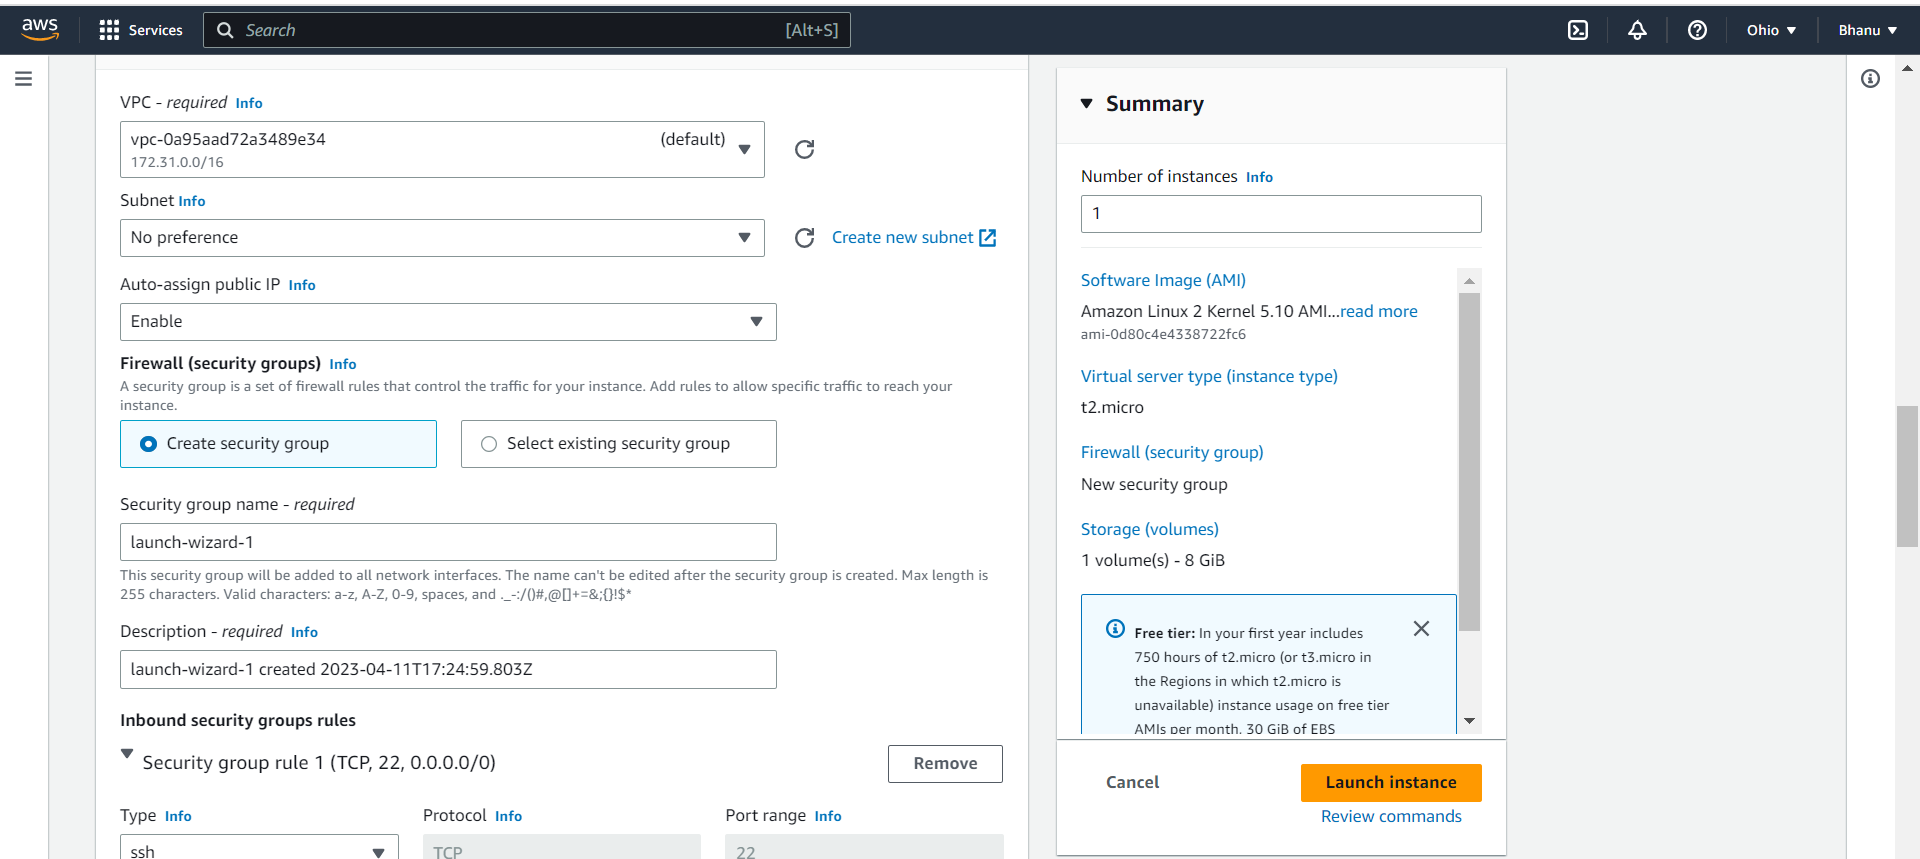 aws
Services
Search [Alt+S]
Ohio
Bhanu
VPC - required Info
vpc-0a95aad72a3489e34 (default)
172.31.0.0/16
Subnet Info
No preference
Create new subnet
Auto-assign public IP Info
Enable
Firewall (security groups) Info
A security group is a set of firewall rules that control the traffic for your instance. Add rules to allow specific traffic to reach your
instance.
Create security group
Select existing security group
Security group name - required
launch-wizard-1
This security group will be added to all network interfaces. The name can't be edited after the security group is created. Max length is
255 characters. Valid characters: a-z, A-Z, 0-9, spaces, and ._-:/()#,@[]+=&;{}!$*
Description - required Info
launch-wizard-1 created 2023-04-11T17:24:59.803Z
Inbound security groups rules
Security group rule 1 (TCP, 22, 0.0.0.0/0)
Remove
Type Info
Protocol Info
Port range Info
ssh
TCP
22
Summary
Number of instances Info
1
Software Image (AMI)
Amazon Linux 2 Kernel 5.10 AMI...read more
ami-0d80c4e4338722fc6
Virtual server type (instance type)
t2.micro
Firewall (security group)
New security group
Storage (volumes)
1 volume(s) - 8 GiB
Free tier: In your first year includes
750 hours of t2.micro (or t3.micro in
the Regions in which t2.micro is
unavailable) instance usage on free tier
AMIs per month, 30 GiB of EBS
Cancel
Launch instance
Review commands